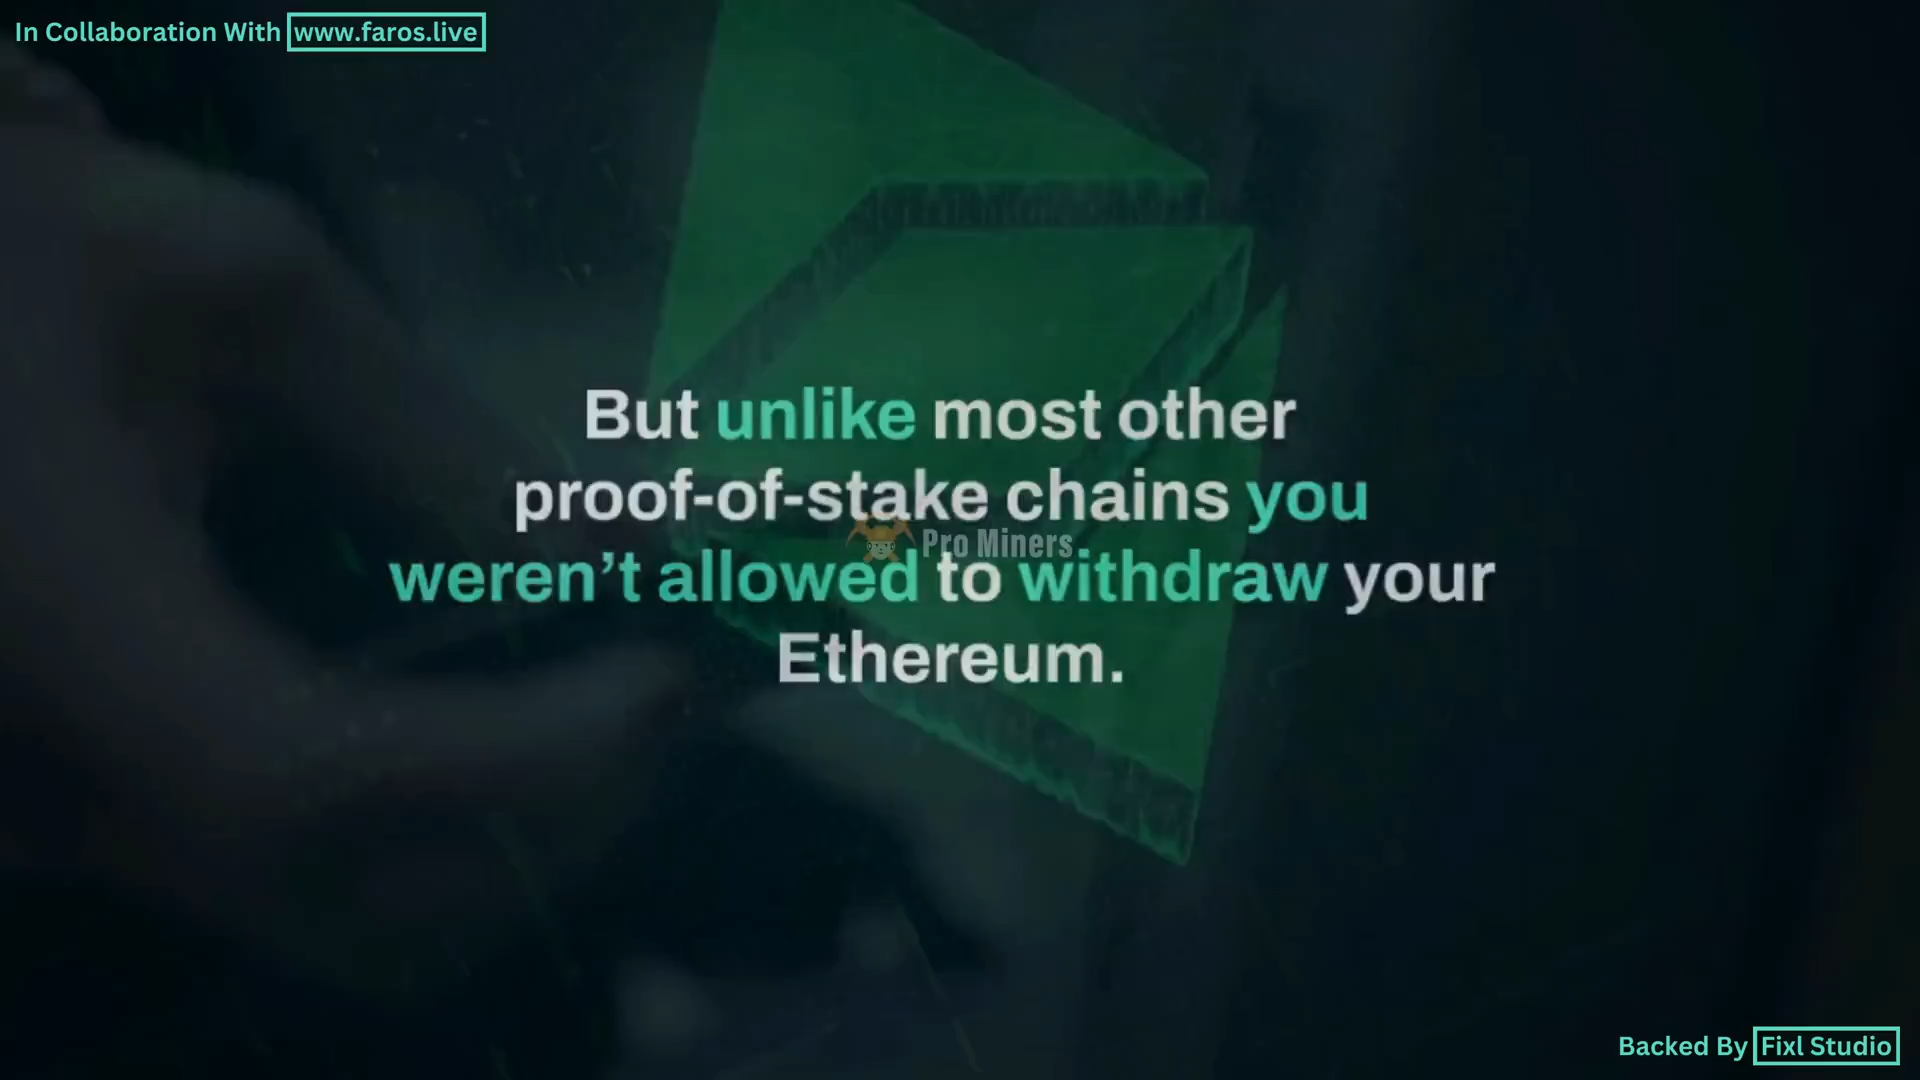 In Collaboration With www.faros.live
But unlike most other
proof-of-stake chains you
Pro Miners
weren’t allowed to withdraw your
Ethereum.
Backed By Fixl Studio